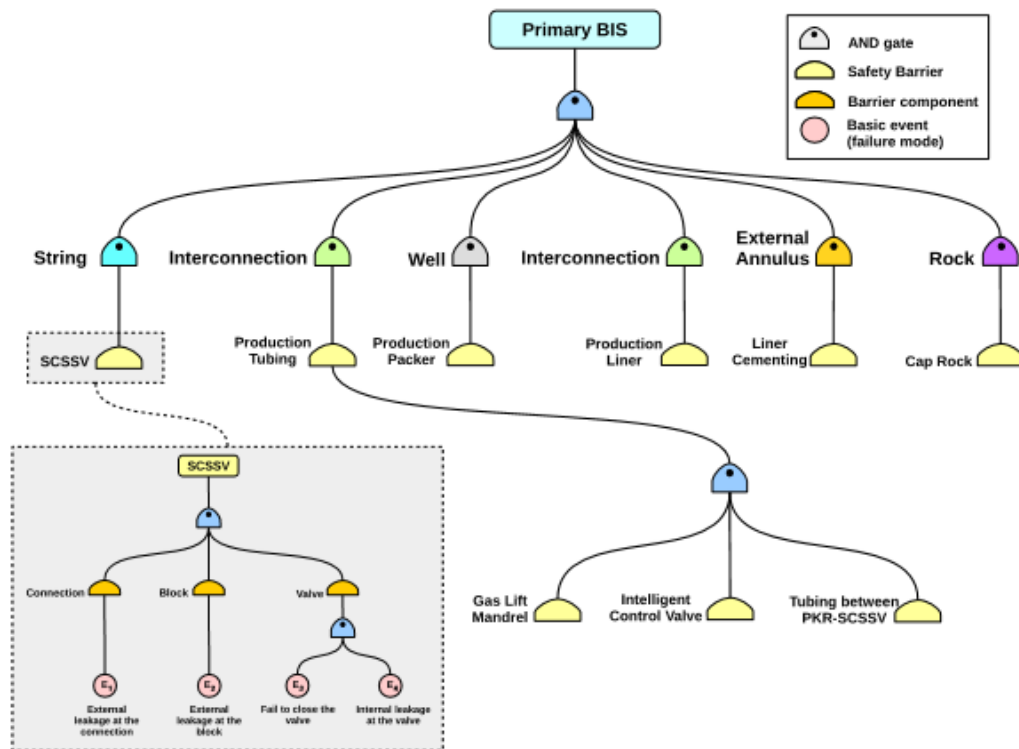 Primary BIS
AND gate
Safety Barrier
Barrier component
Basic event
(failure mode)
String
Interconnection
Well
Interconnection
External
Annulus
Rock
SCSSV
Production
Tubing
Production
Packer
Production
Liner
Liner
Cementing
Cap Rock
SCSSV
Connection
Block
Valve
Gas Lift
Mandrel
Intelligent
Control Valve
Tubing between
PKR-SCSSV
E1
E2
E3
E4
External
leakage at the
connection
External
leakage at the
block
Fail to close the
valve
Internal leakage
at the valve